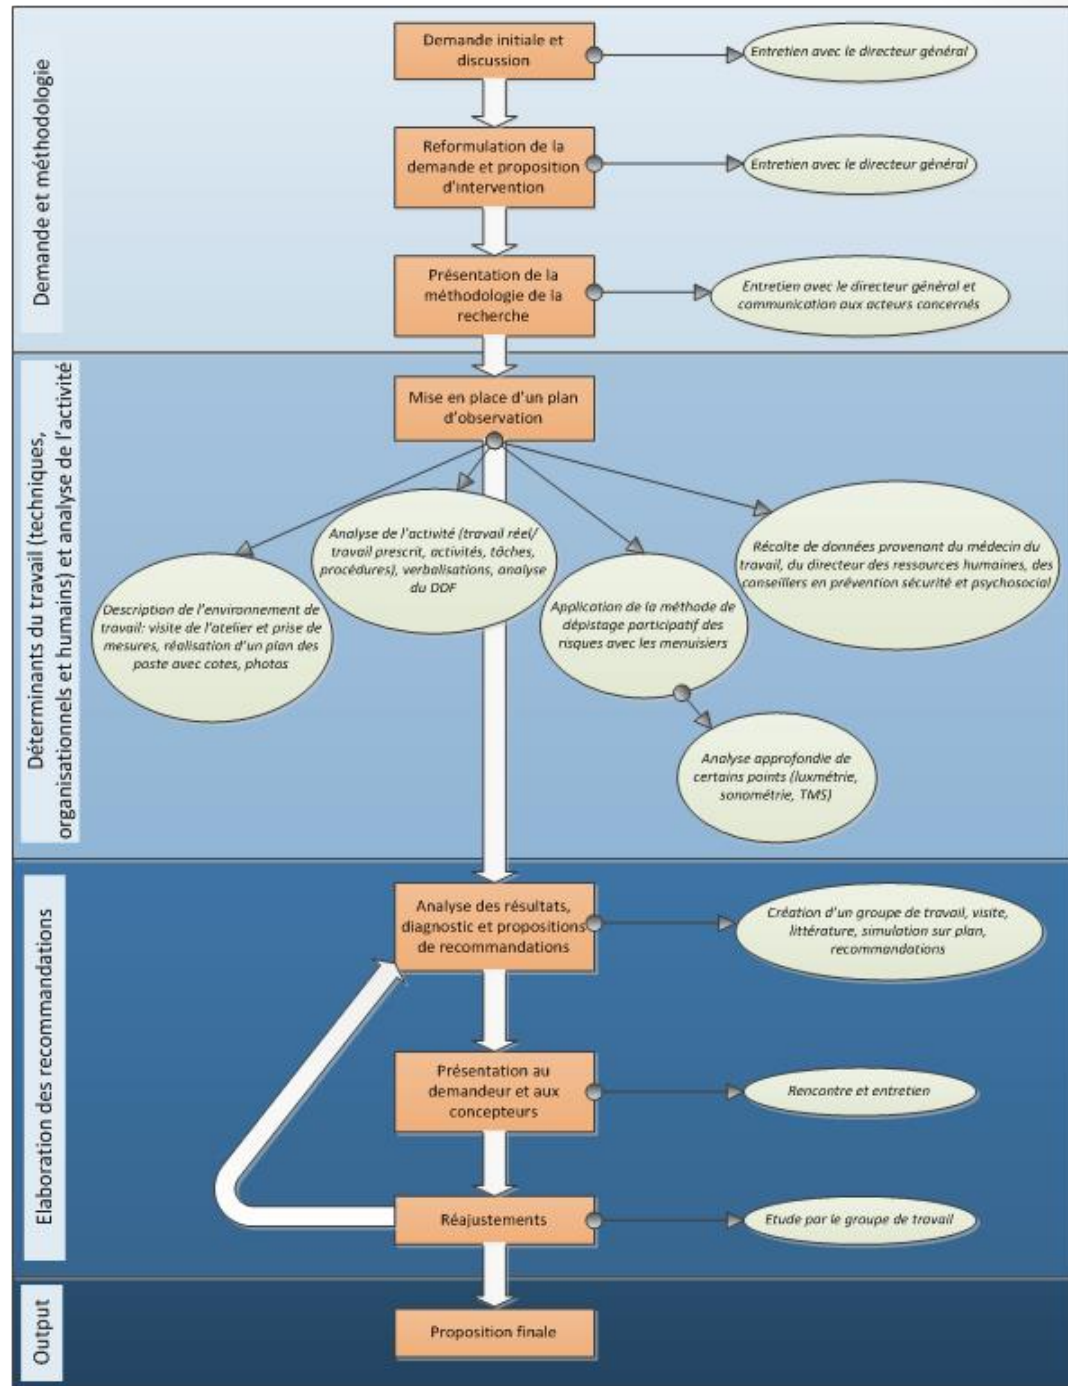 Demande et méthodologie
Demande initiale et
discussion
Entretien avec le directeur général
Reformulation de la
demande et proposition
d'intervention
Entretien avec le directeur général
Présentation de la
méthodologie de la
recherche
Entretien avec le directeur général et
communication aux acteurs concernés
Déterminants du travail (techniques,
organisationnels et humains) et analyse de l'activité
Mise en place d'un plan
d'observation
Description de l'environnement de
travail: visite de l'atelier et prise de
mesures, réalisation d'un plan des
poste avec cotes, photos
Analyse de l'activité (travail réel/
travail prescrit, activités, tâches,
procédures), verbalisations, analyse
du DDF
Application de la méthode de
dépistage participatif des
risques avec les menuisiers
Récolte de données provenant du médecin du
travail, du directeur des ressources humaines, des
conseillers en prévention sécurité et psychosocial
Analyse approfondie de
certains points (luxmétrie,
sonométrie, TMS)
Elaboration des recommandations
Analyse des résultats,
diagnostic et propositions
de recommandations
Création d'un groupe de travail, visite,
littérature, simulation sur plan,
recommandations
Présentation au
demandeur et aux
concepteurs
Rencontre et entretien
Réajustements
Etude par le groupe de travail
Output
Proposition finale